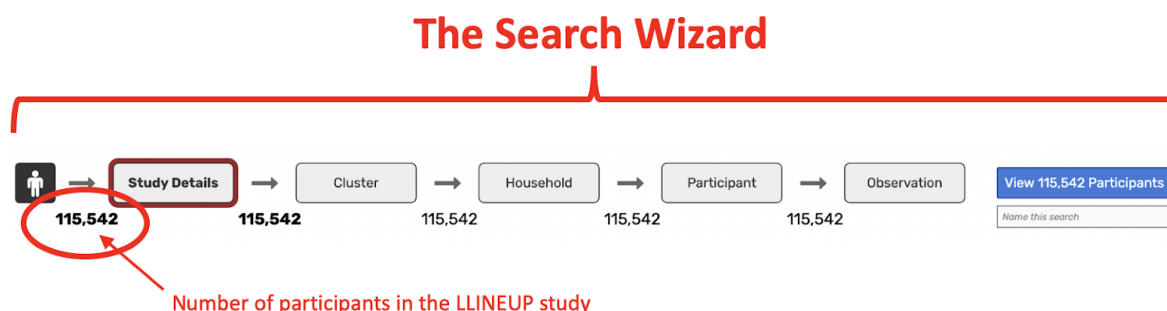 The Search Wizard
Study Details
Cluster
Household
Participant
Observation
View 115,542 Participants
115,542
115,542
115,542
115,542
115,542
Name this search
Number of participants in the LLINEUP study